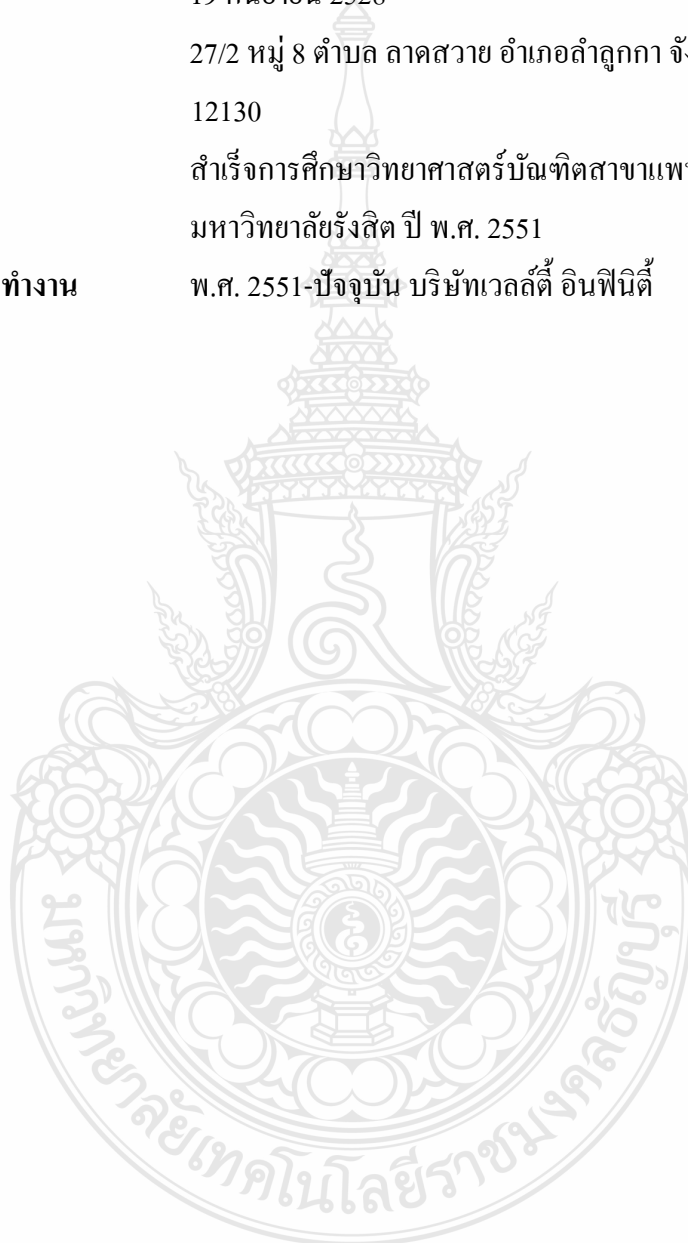 27/2 หมู่ 8 ตำบล ลาดสวาย อำเภอลำลูกกา
12130
สำเร็จการศึกษาวิทยาศาสตร์บัณฑิตสาขา
มหาวิทยาลัยรังสิต ปี พ.ศ. 2551
ทำงาน พ.ศ. 2551-ปัจจุบัน บริษัทเวลล์ตี้ อินฟินิตี้
มหาวิทยาลัยเทคโนโลยีราชมงคลธัญบุรี